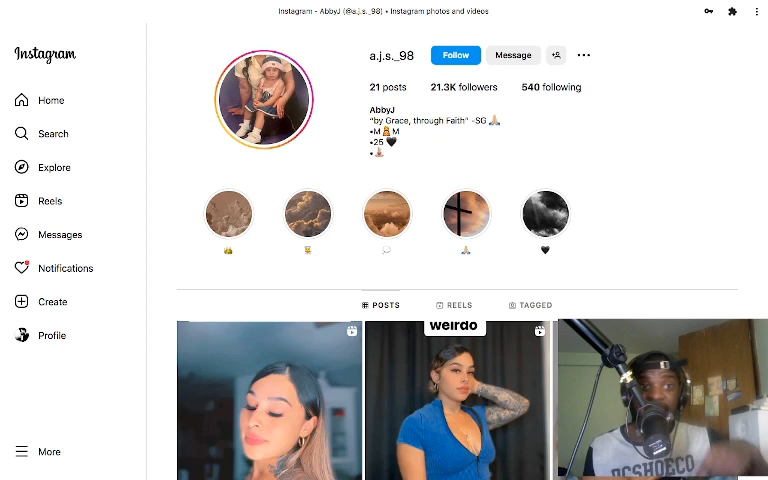 Instagram - AbbyJ (@a.j.s._98) • Instagram photos and videos
Instagram
Home
Search
Explore
Reels
Messages
Notifications
Create
Profile
More
a.j.s._98 Follow Message
21 posts 21.3K followers 540 following
AbbyJ
"by Grace, through Faith" -SG 🙏🏼
•M M
•25 🖤
•
POSTS REELS TAGGED
weirdo
DCSHOECO